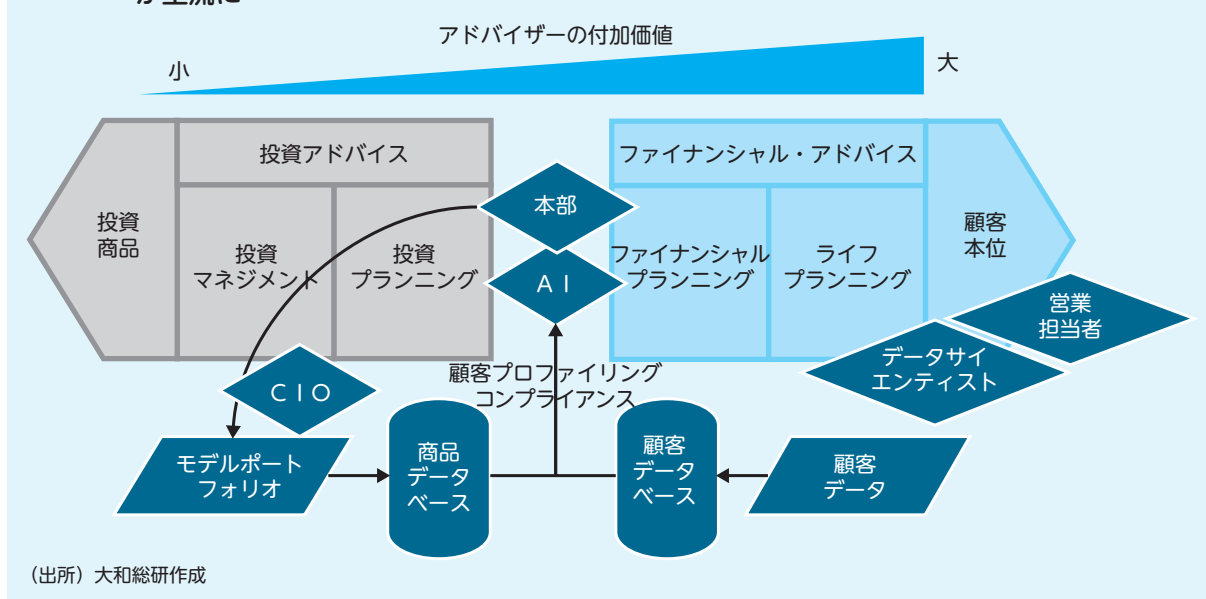 が主流に
アドバイザーの付加価値
小
大
投資アドバイス
ファイナンシャル・アドバイス
投資
商品
投資
マネジメント
投資
プランニング
本部
AI
ファイナンシャル
プランニング
ライフ
プランニング
顧客
本位
営業
担当者
データサイ
エンティスト
顧客プロファイリング
コンプライアンス
CIO
モデルポート
フォリオ
商品
データ
ベース
顧客
データ
ベース
顧客
データ
(出所)大和総研作成